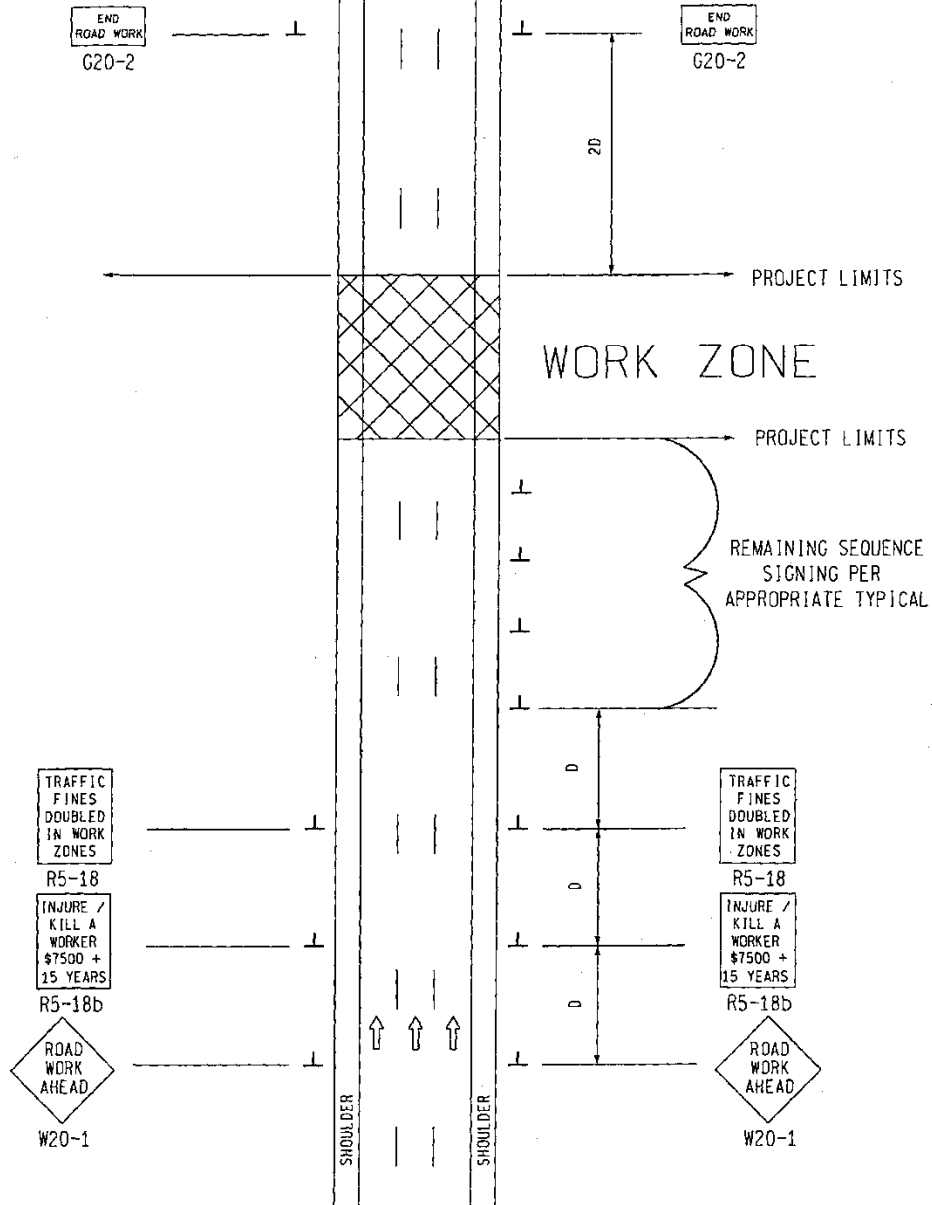 END
ROAD WORK
G20-2
END
ROAD WORK
G20-2
2D
PROJECT LIMITS
WORK ZONE
PROJECT LIMITS
REMAINING SEQUENCE
SIGNING PER
APPROPRIATE TYPICAL
D
TRAFFIC
FINES
DOUBLED
IN WORK
ZONES
R5-18
TRAFFIC
FINES
DOUBLED
IN WORK
ZONES
R5-18
D
INJURE /
KILL A
WORKER
$7500 +
15 YEARS
R5-18b
INJURE /
KILL A
WORKER
$7500 +
15 YEARS
R5-18b
D
ROAD
WORK
AHEAD
W20-1
ROAD
WORK
AHEAD
W20-1
SHOULDER
SHOULDER